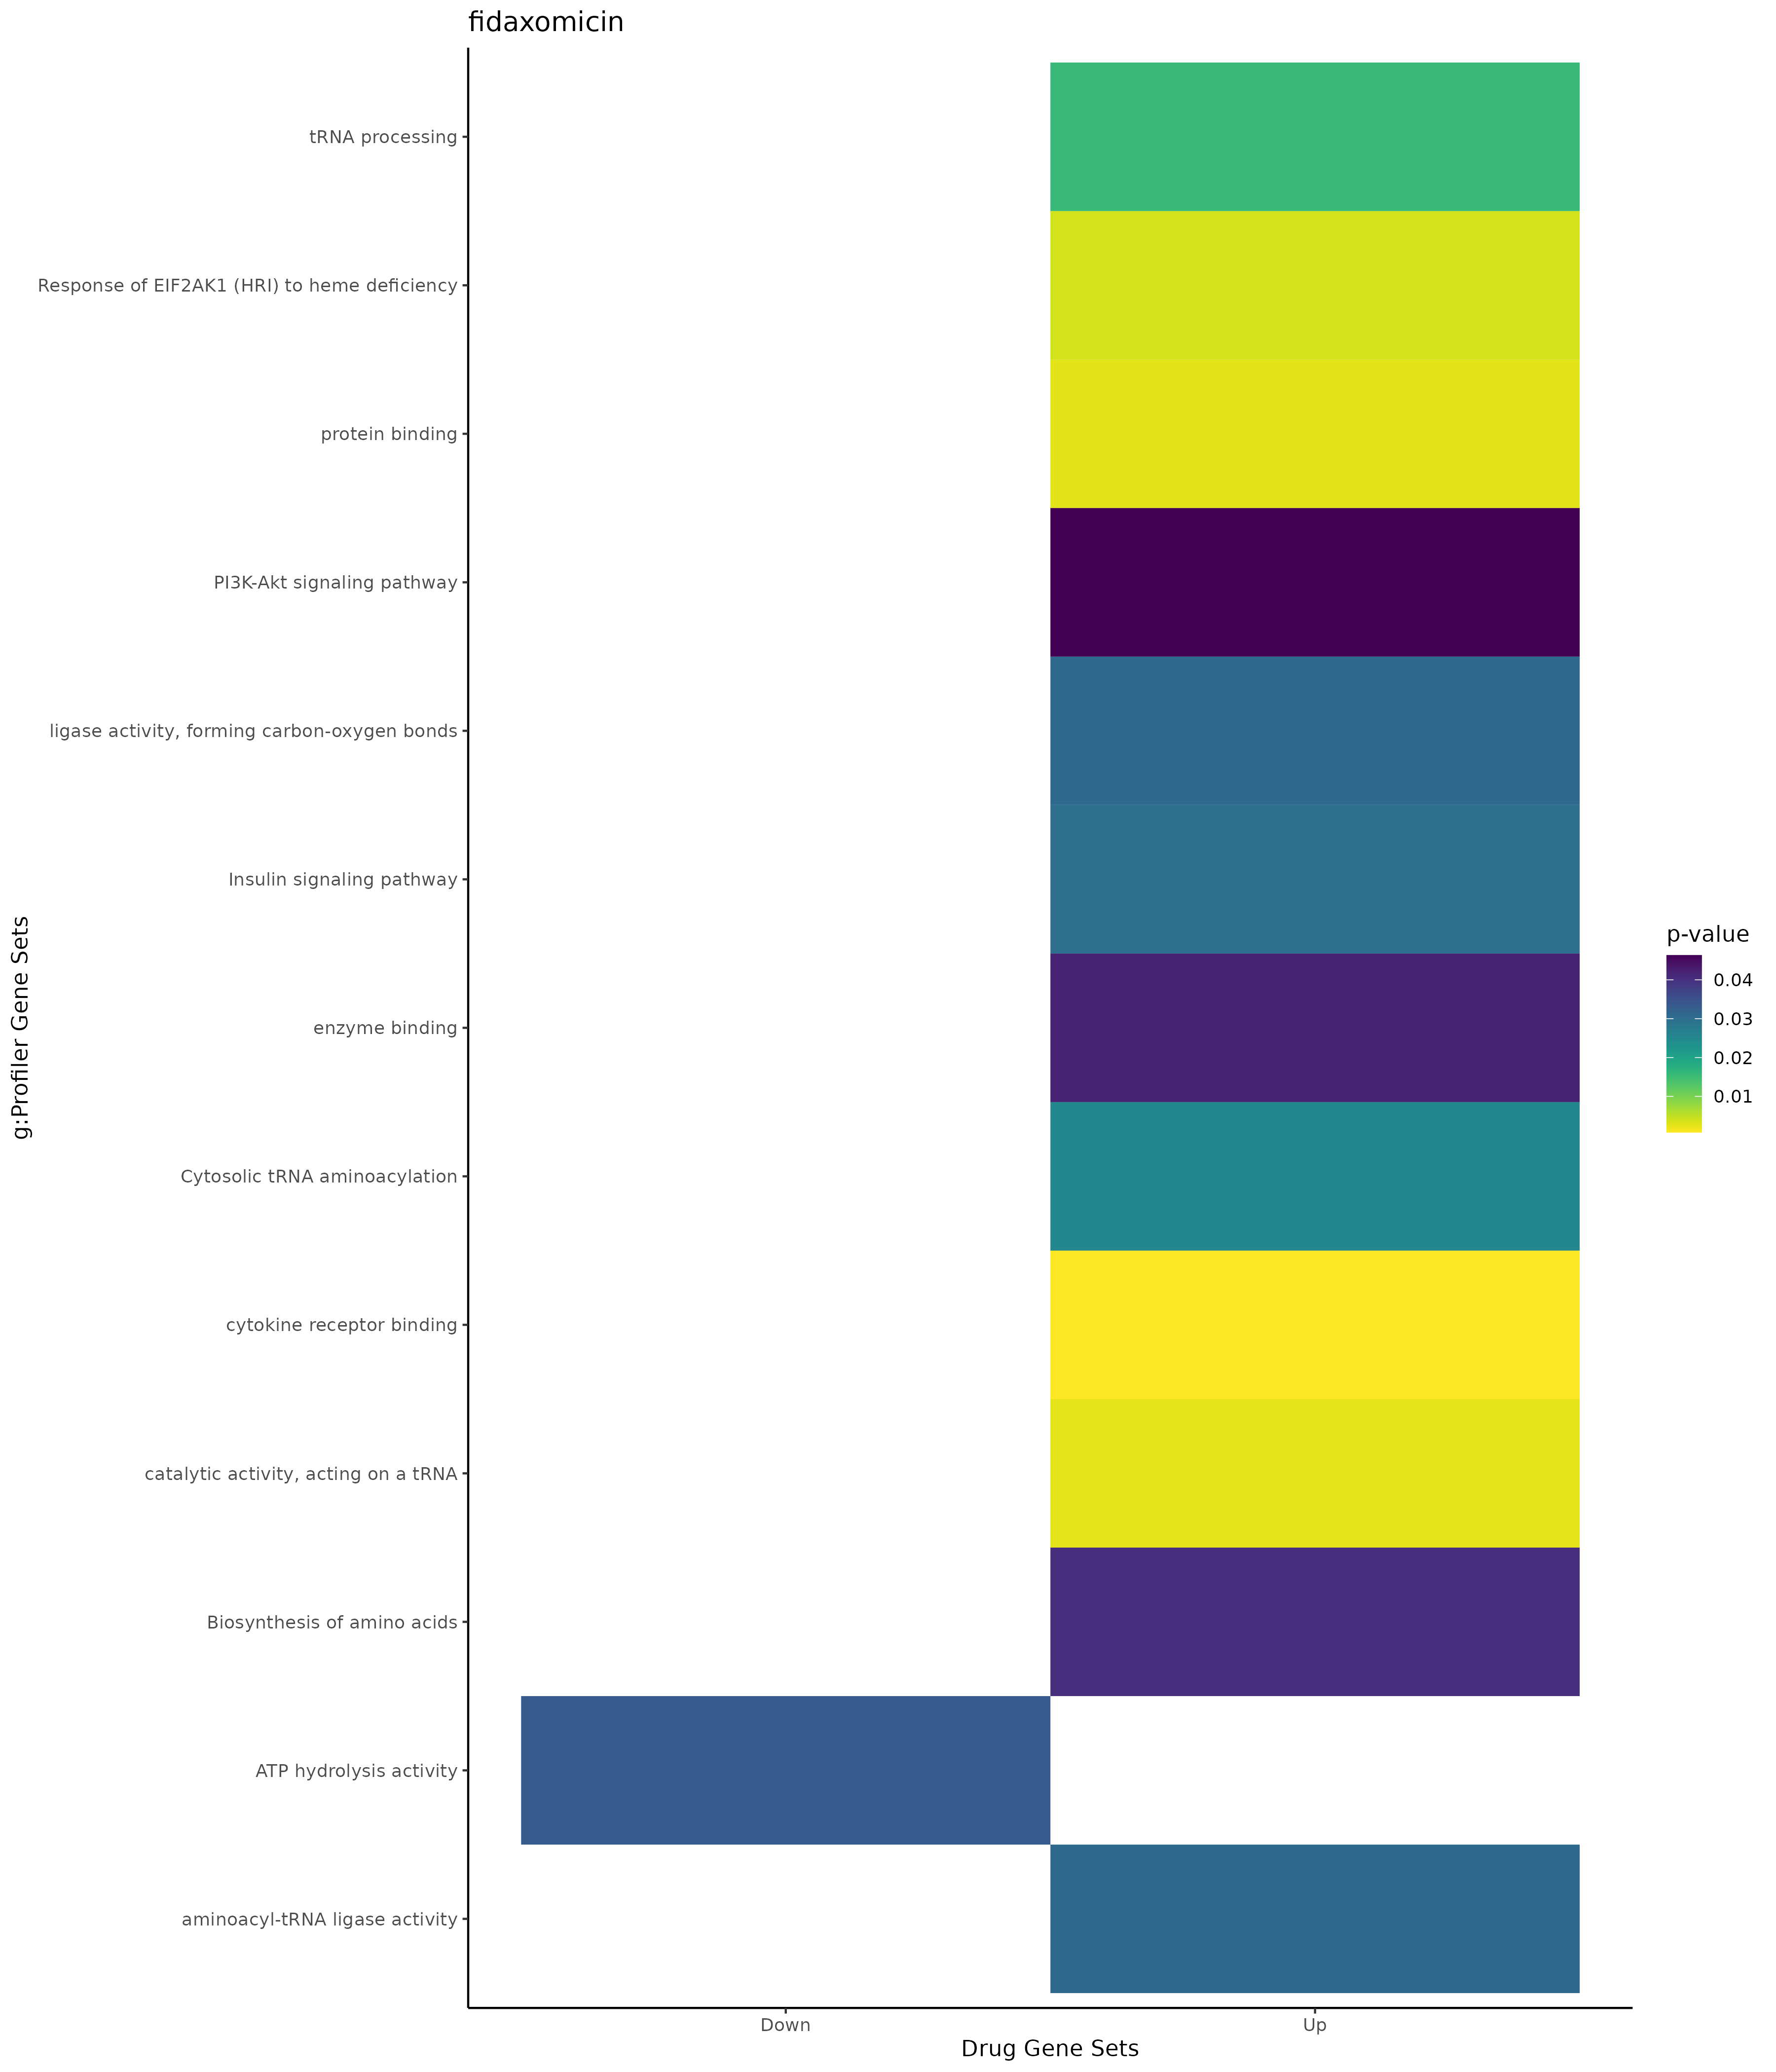 fidaxomicin
tRNA processing
Response of EIF2AK1 (HRI) to heme deficiency
protein binding
PI3K-Akt signaling pathway
ligase activity, forming carbon-oxygen bonds
Insulin signaling pathway
enzyme binding
Cytosolic tRNA aminoacylation
cytokine receptor binding
catalytic activity, acting on a tRNA
Biosynthesis of amino acids
ATP hydrolysis activity
aminoacyl-tRNA ligase activity
g:Profiler Gene Sets
Down
Up
Drug Gene Sets
p-value
0.04
0.03
0.02
0.01